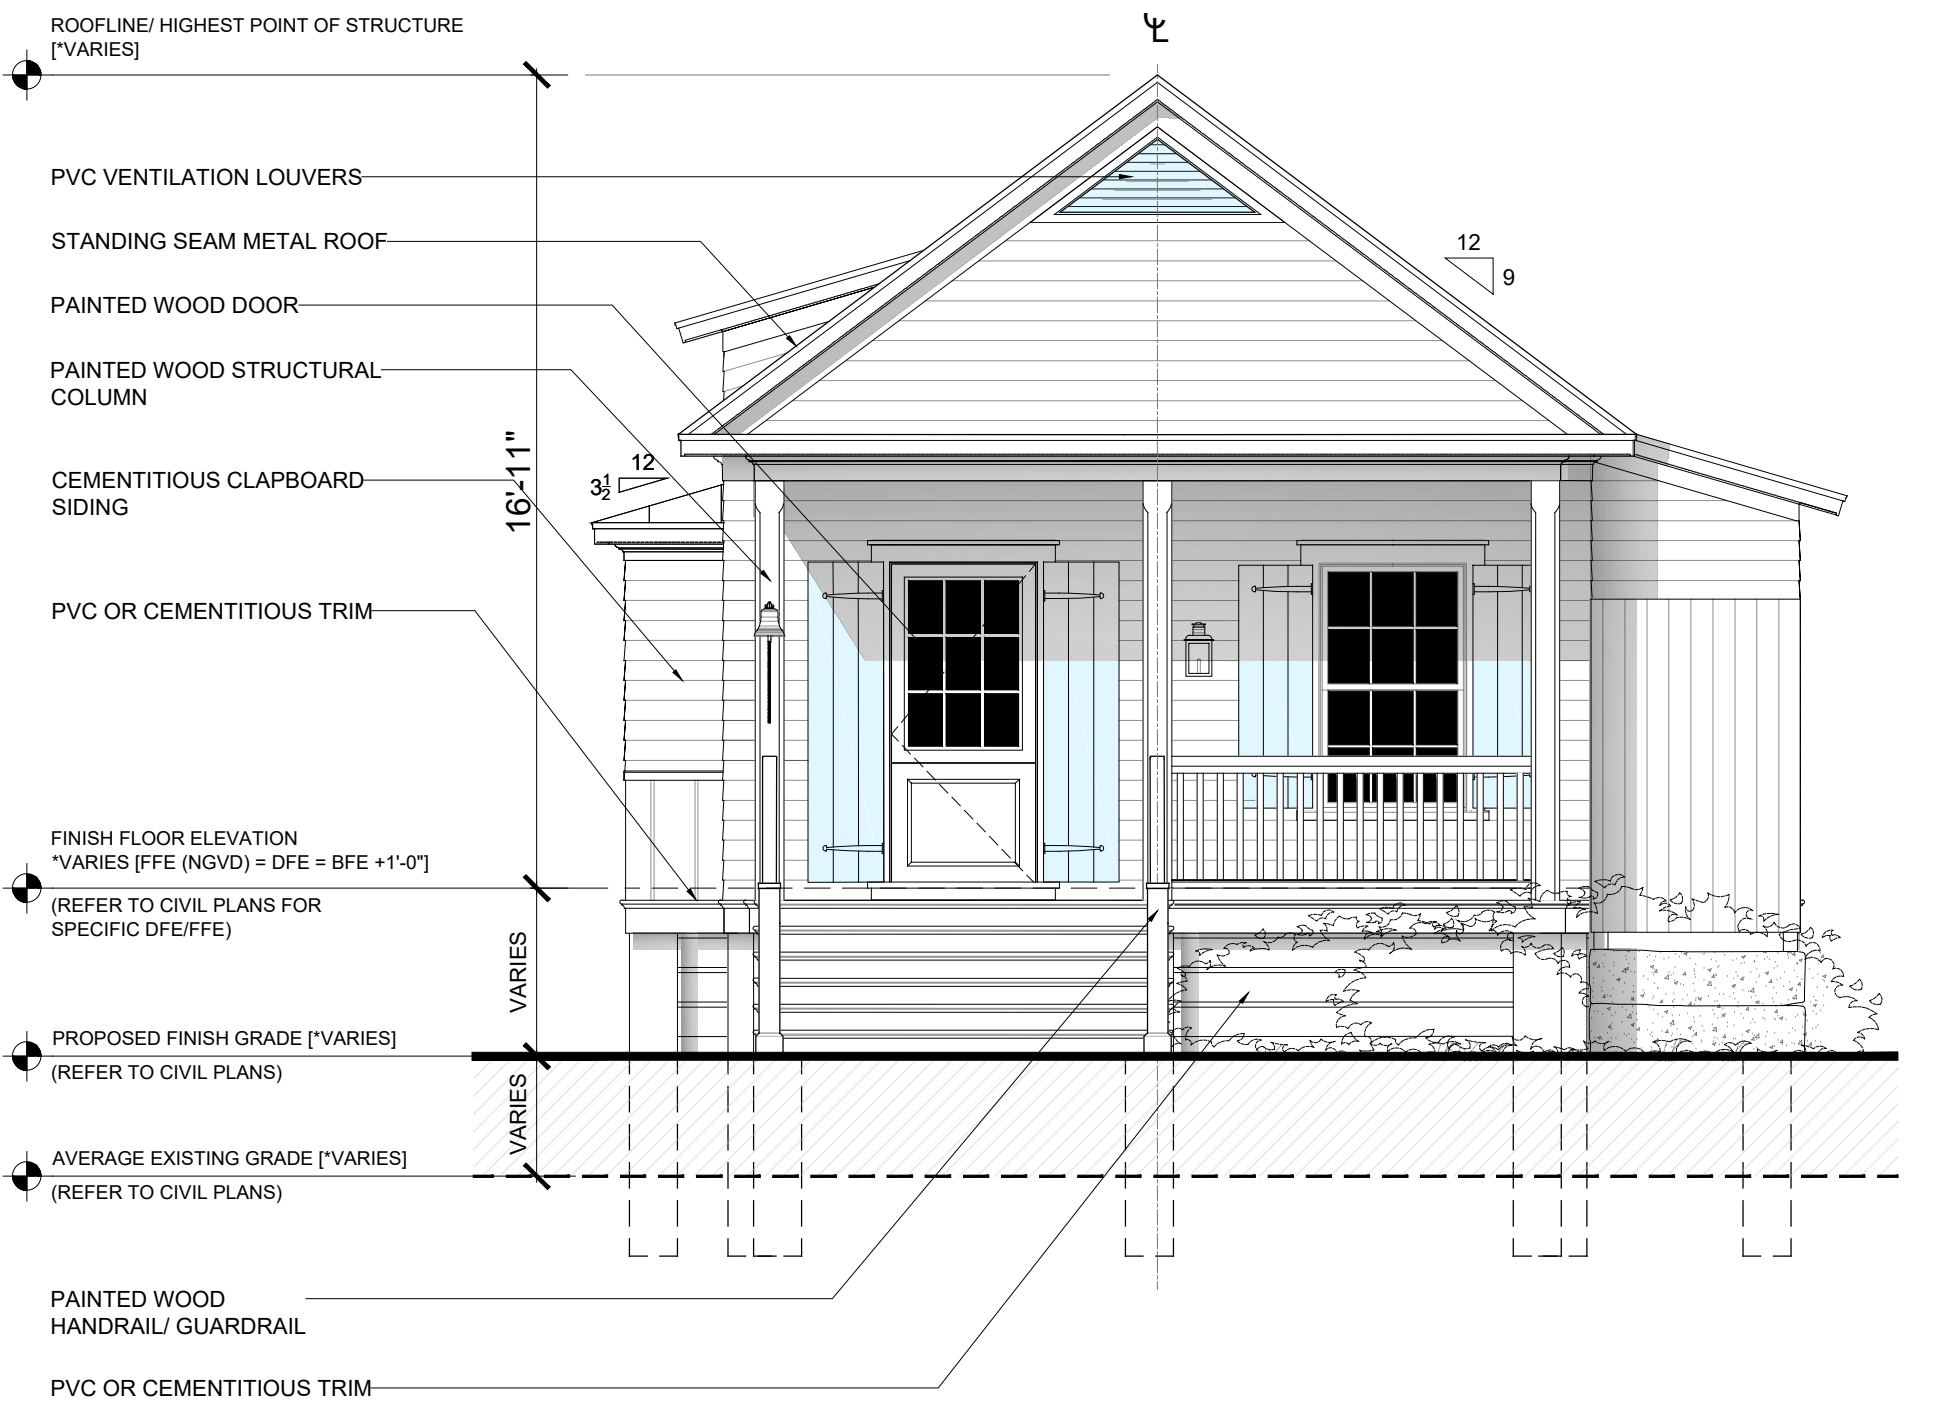 ℄
ROOFLINE/ HIGHEST POINT OF STRUCTURE
[*VARIES]
PVC VENTILATION LOUVERS
STANDING SEAM METAL ROOF
12
9
PAINTED WOOD DOOR
PAINTED WOOD STRUCTURAL
COLUMN
16'-11"
12
3½
CEMENTITIOUS CLAPBOARD
SIDING
PVC OR CEMENTITIOUS TRIM
FINISH FLOOR ELEVATION
*VARIES [FFE (NGVD) = DFE = BFE +1'-0"]
(REFER TO CIVIL PLANS FOR
SPECIFIC DFE/FFE)
VARIES
PROPOSED FINISH GRADE [*VARIES]
(REFER TO CIVIL PLANS)
VARIES
AVERAGE EXISTING GRADE [*VARIES]
(REFER TO CIVIL PLANS)
PAINTED WOOD
HANDRAIL/ GUARDRAIL
PVC OR CEMENTITIOUS TRIM